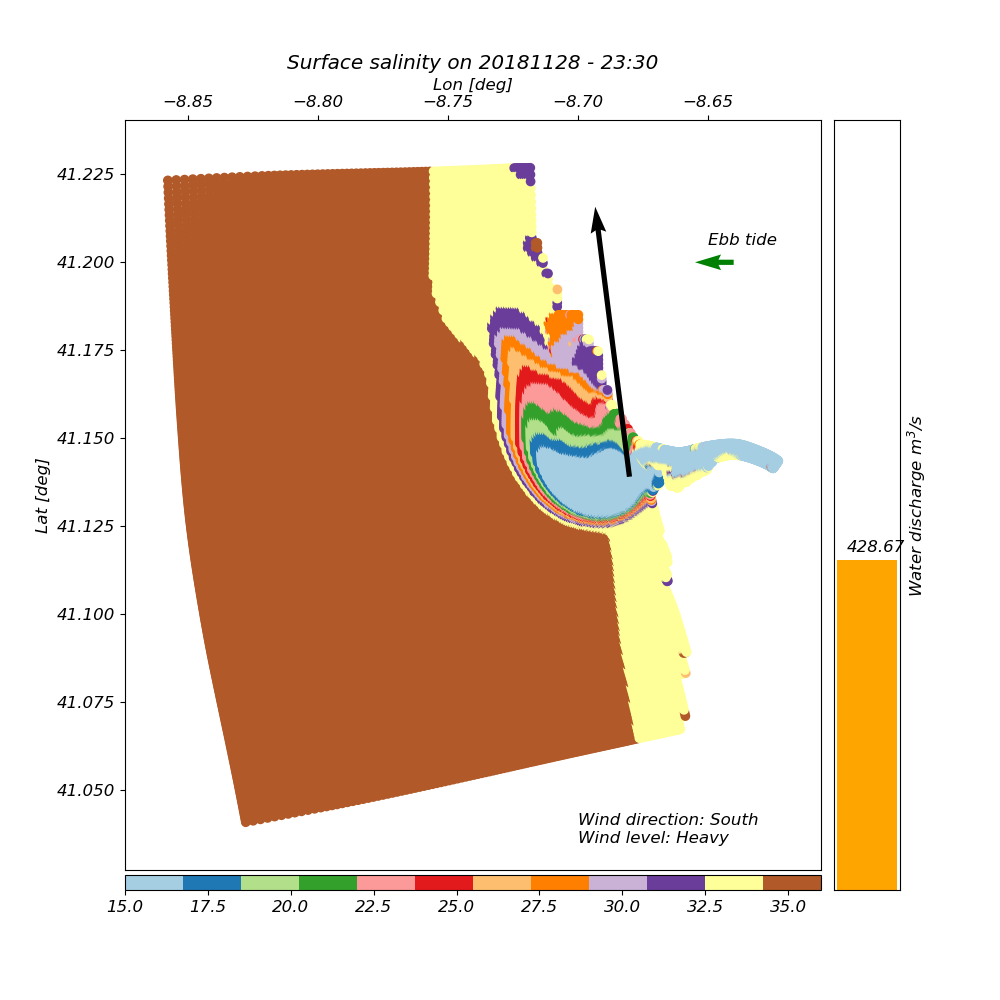 Surface salinity on 20181128 - 23:30
Lon [deg]
−8.85 −8.80 −8.75 −8.70 −8.65
41.225
41.200
41.175
41.150
41.125
41.100
41.075
41.050
Lat [deg]
Ebb tide
Wind direction: South
Wind level: Heavy
15.0 17.5 20.0 22.5 25.0 27.5 30.0 32.5 35.0
428.67
Water discharge m³/s